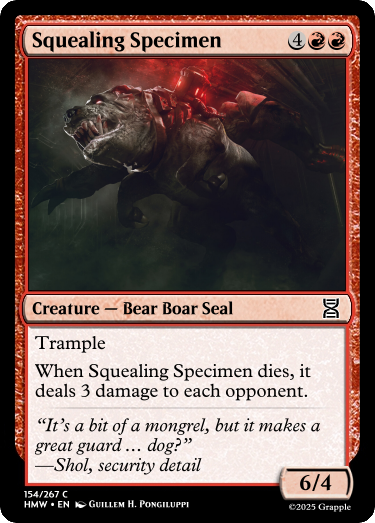 Squealing Specimen 4
Creature — Bear Boar Seal
Trample
When Squealing Specimen dies, it
deals 3 damage to each opponent.
“It’s a bit of a mongrel, but it makes a
great guard … dog?”
—Shol, security detail
6/4
154/267 C
HMW • EN Guillem H. Pongiluppi
©2025 Grapple